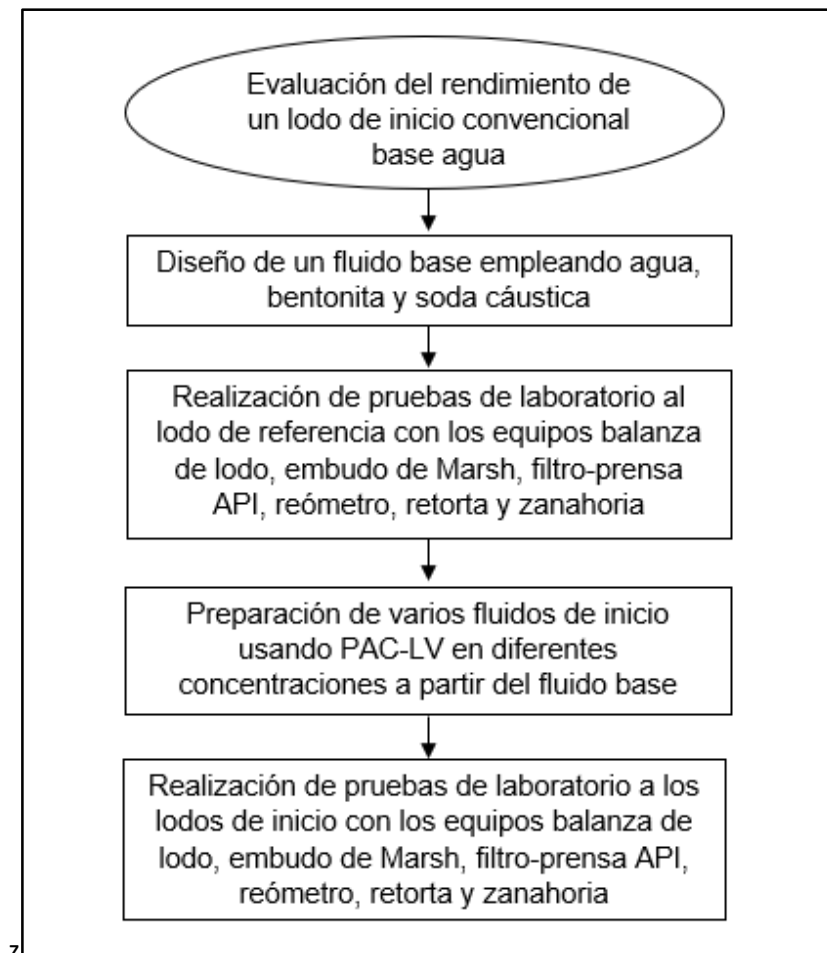 Evaluación del rendimiento de
un lodo de inicio convencional
base agua
Diseño de un fluido base empleando agua,
bentonita y soda cáustica
Realización de pruebas de laboratorio al
lodo de referencia con los equipos balanza
de lodo, embudo de Marsh, filtro-prensa
API, reómetro, retorta y zanahoria
Preparación de varios fluidos de inicio
usando PAC-LV en diferentes
concentraciones a partir del fluido base
Realización de pruebas de laboratorio a los
lodos de inicio con los equipos balanza de
lodo, embudo de Marsh, filtro-prensa API,
reómetro, retorta y zanahoria